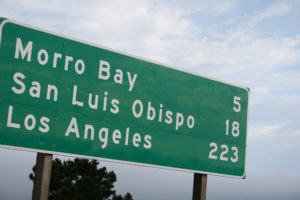 Morro Bay 5
San Luis Obispo 18
Los Angeles 223